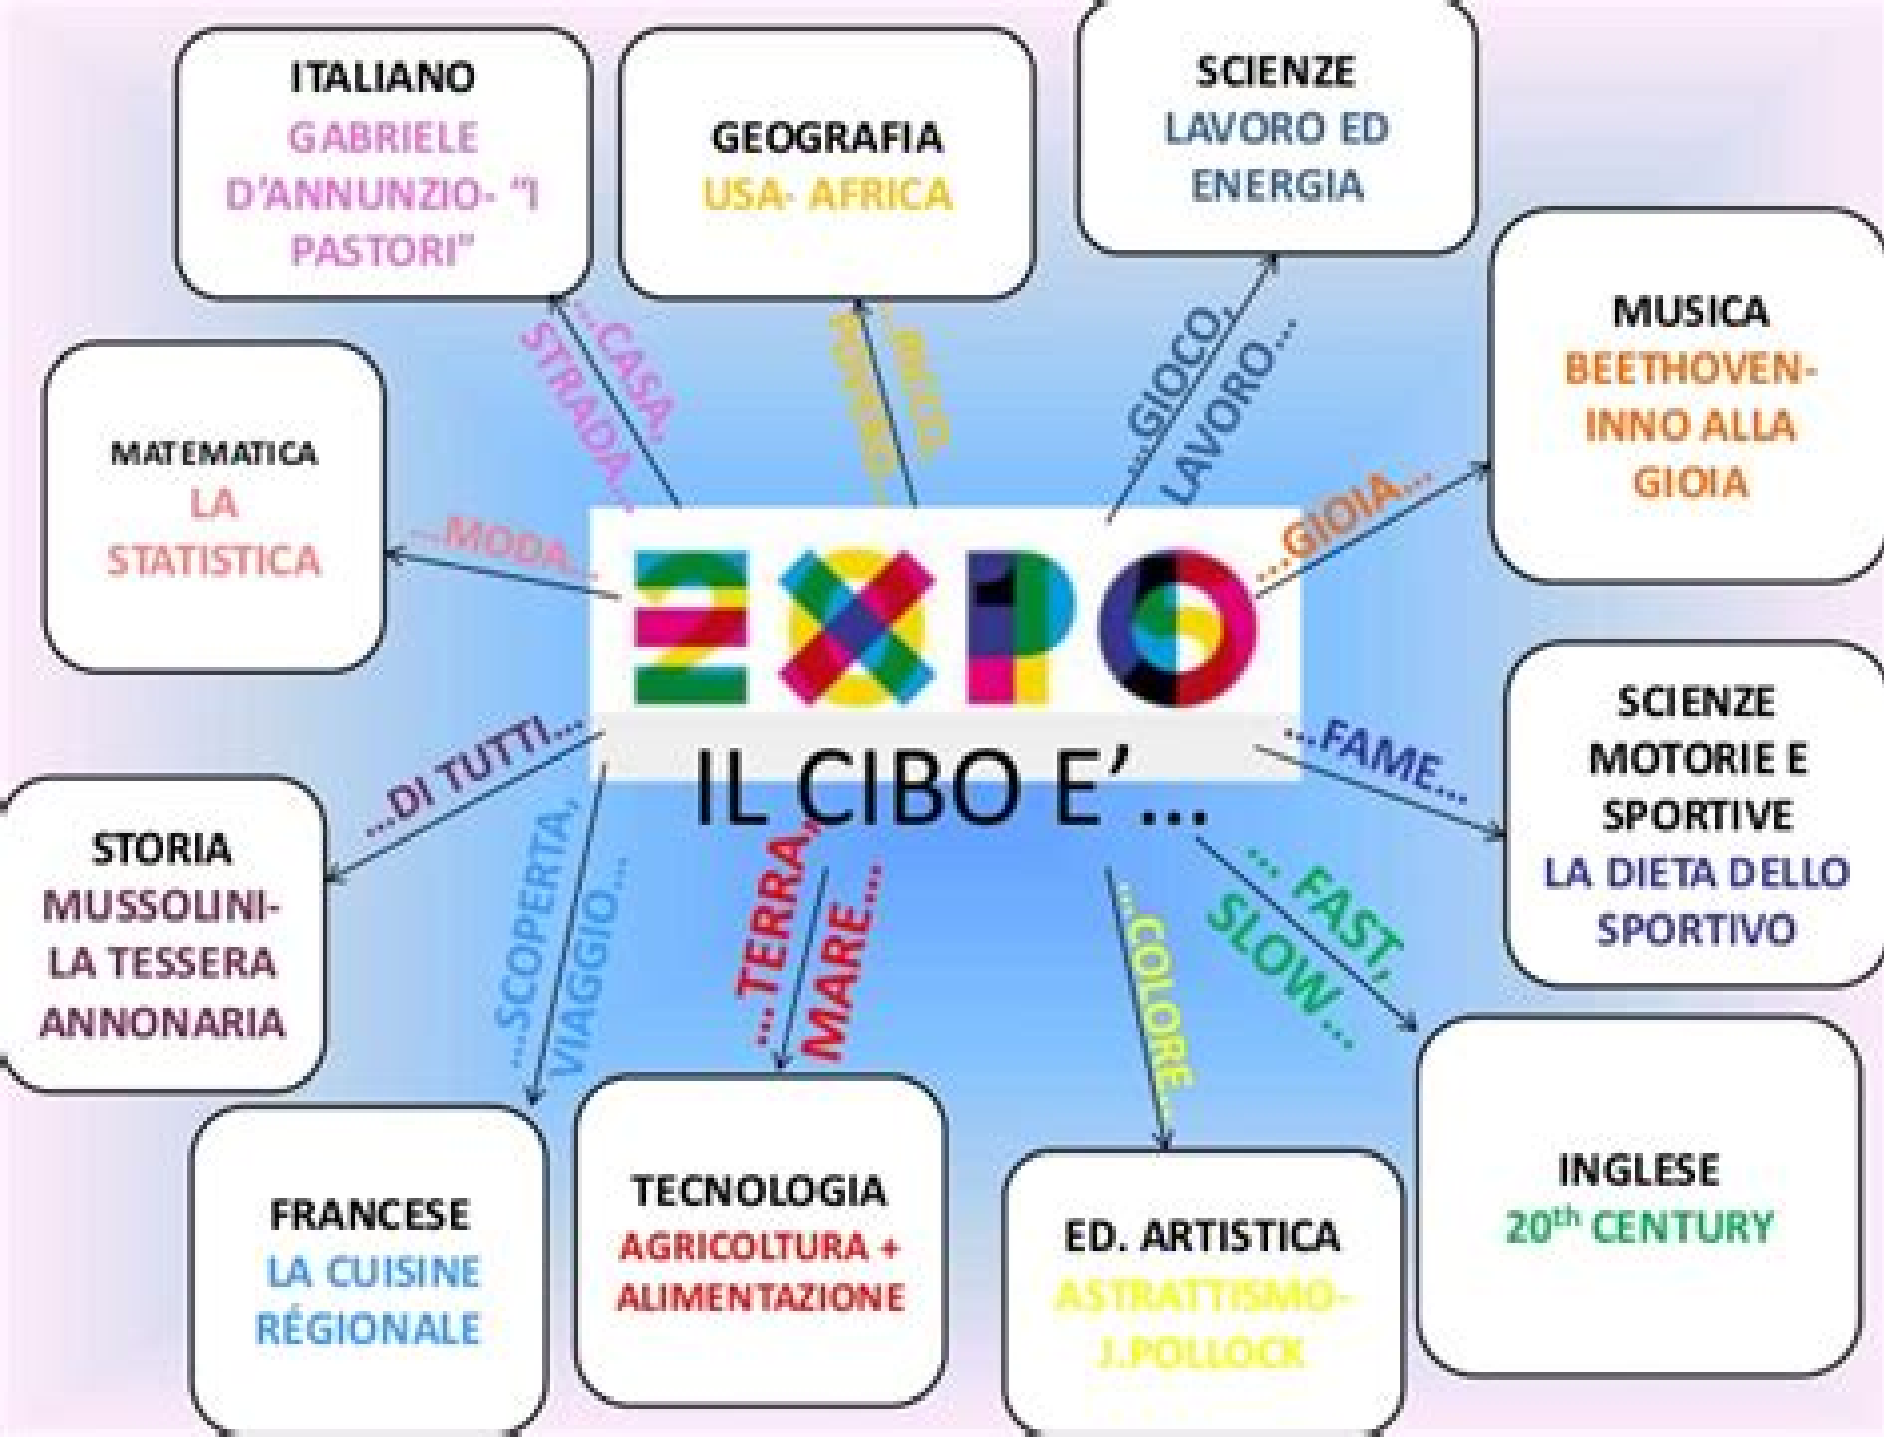 ITALIANO
GABRIELE
D'ANNUNZIO- "I
PASTORI"
GEOGRAFIA
USA- AFRICA
SCIENZE
LAVORO ED
ENERGIA
MUSICA
BEETHOVEN-
INNO ALLA
GIOIA
MATEMATICA
LA
STATISTICA
...CASA,
STRADA...
...RICCO,
POVERO...
...GIOCO,
LAVORO...
...GIOIA...
...MODA...
EXPO
IL CIBO E' ...
...DI TUTTI...
...FAME...
SCIENZE
MOTORIE E
SPORTIVE
LA DIETA DELLO
SPORTIVO
STORIA
MUSSOLINI-
LA TESSERA
ANNONARIA
...SCOPERTA,
VIAGGIO...
... TERRA,
MARE...
...COLORE...
... FAST,
SLOW...
FRANCESE
LA CUISINE
RÉGIONALE
TECNOLOGIA
AGRICOLTURA +
ALIMENTAZIONE
ED. ARTISTICA
ASTRATTISMO-
J.POLLOCK
INGLESE
20th CENTURY